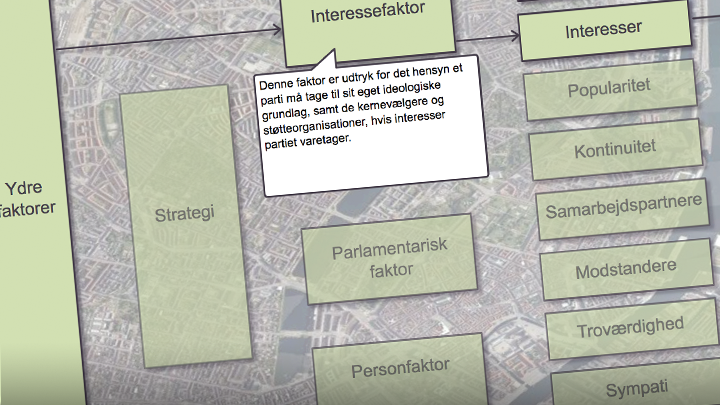 Interessefaktor
Interesser
Denne faktor er udtryk for det hensyn et
parti må tage til sit eget ideologiske
grundlag, samt de kernevælgere og
støtteorganisationer, hvis interesser
partiet varetager.
Popularitet
Kontinuitet
Ydre
faktorer
Strategi
Samarbejdspartnere
Parlamentarisk
faktor
Modstandere
Troværdighed
Personfaktor
Sympati